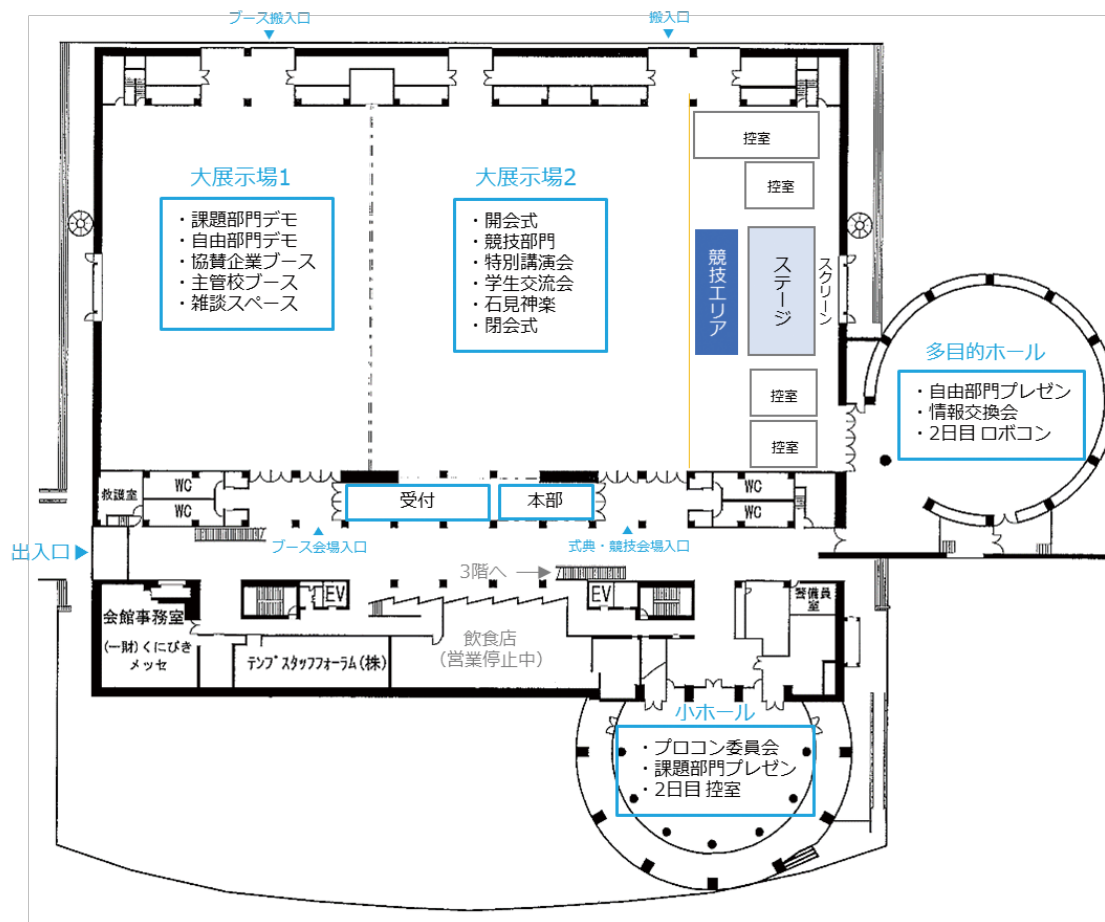 ブース搬入口
搬入口
控室
控室
大展示場1
・課題部門デモ
・自由部門デモ
・協賛企業ブース
・主管校ブース
・雑談スペース
大展示場2
・開会式
・競技部門
・特別講演会
・学生交流会
・石見神楽
・閉会式
競技エリア
ステージ
スクリーン
控室
控室
多目的ホール
・自由部門プレゼン
・情報交換会
・2日目 ロボコン
救護室
WC
WC
受付
本部
WC
WC
出入口
ブース会場入口
式典・競技会場入口
3階へ →
EV
EV
警備員
室
会館事務室
(一財)くにびき
メッセ
テンプスタッフフォーラム(株)
飲食店
(営業停止中)
小ホール
・プロコン委員会
・課題部門プレゼン
・2日目 控室